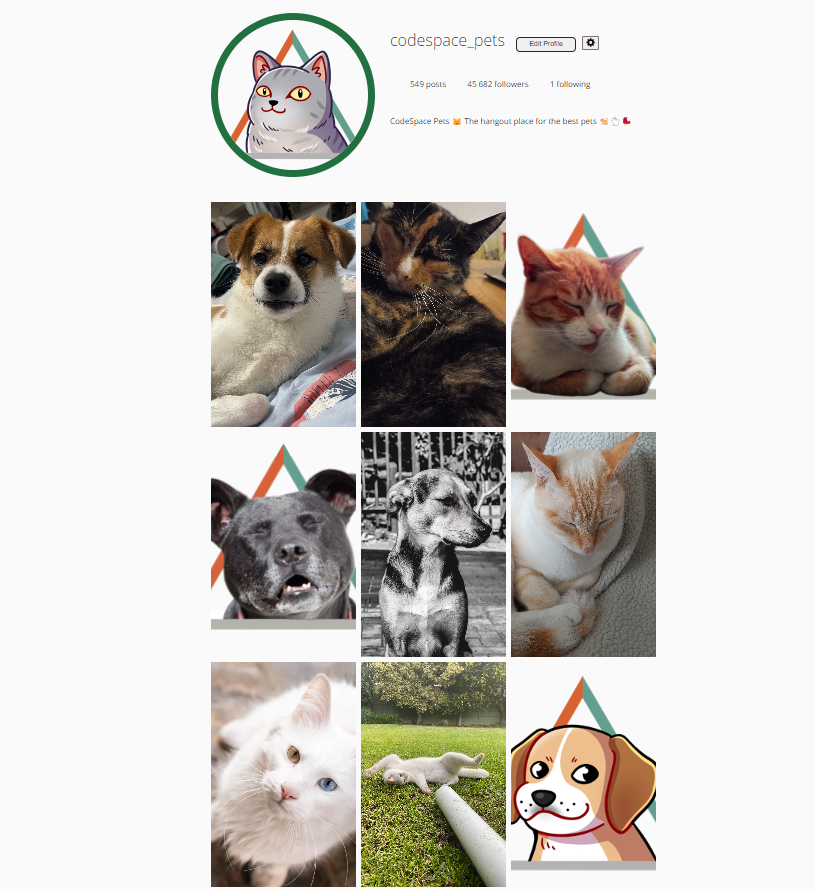 codespace_pets Edit Profile
549 posts 45 682 followers 1 following
CodeSpace Pets 🐱 The hangout place for the best pets